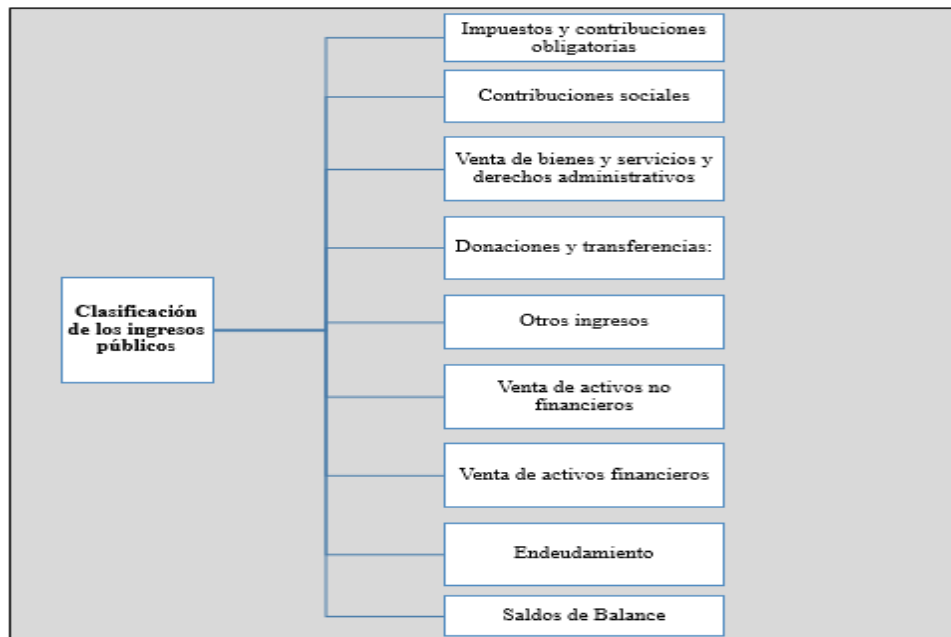 Impuestos y contribuciones
obligatorias
Contribuciones sociales
Venta de bienes y servicios y
derechos administrativos
Donaciones y transferencias:
Clasificación
de los ingresos
públicos
Otros ingresos
Venta de activos no
financieros
Venta de activos financieros
Endeudamiento
Saldos de Balance